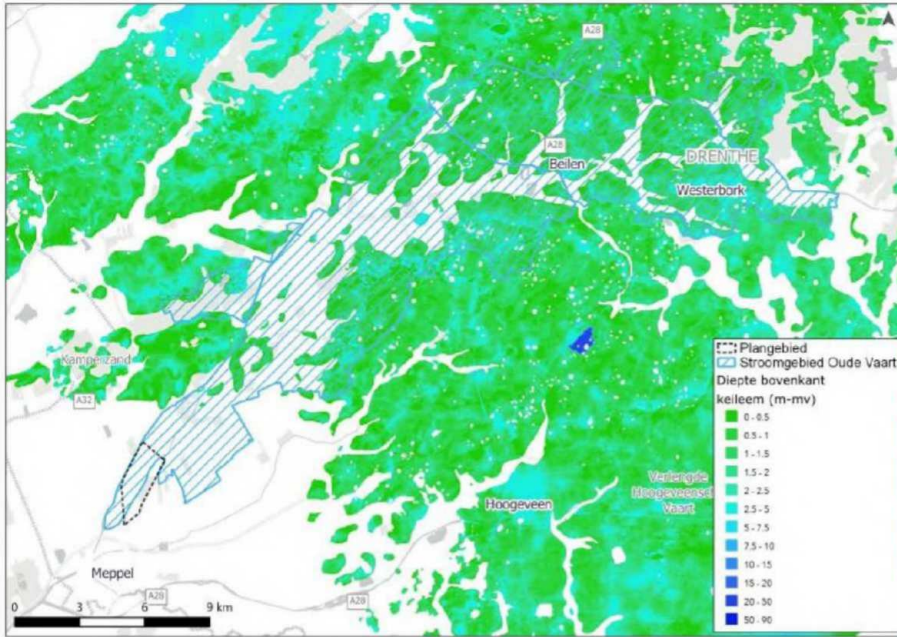 A28
A28
Beilen
DRENTHE
Westerbork
Kamperzand
A32
Hoogeveen
Verlengde
Hoogeveensch
Vaart
Meppel
A28
A28
0 3 6 9 km
Plangebied
Stroomgebied Oude Vaart
Diepte bovenkant
keileem (m-mv)
0 - 0.5
0.5 - 1
1 - 1.5
1.5 - 2
2 - 2.5
2.5 - 5
5 - 7.5
7.5 - 10
10 - 15
15 - 20
20 - 50
50 - 90